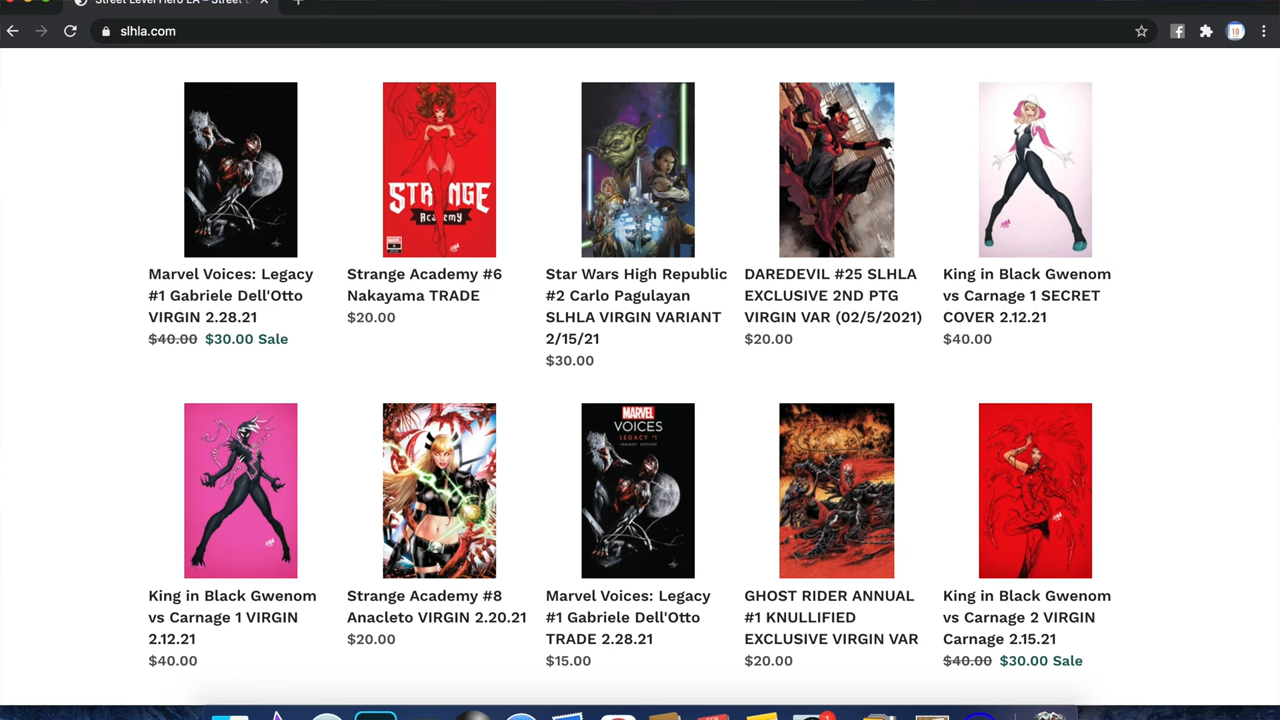 slhla.com
10
STRANGE
Academy
Marvel Voices: Legacy
#1 Gabriele Dell'Otto
VIRGIN 2.28.21
$40.00 $30.00 Sale
Strange Academy #6
Nakayama TRADE
$20.00
Star Wars High Republic
#2 Carlo Pagulayan
SLHLA VIRGIN VARIANT
2/15/21
$30.00
DAREDEVIL #25 SLHLA
EXCLUSIVE 2ND PTG
VIRGIN VAR (02/5/2021)
$20.00
King in Black Gwenom
vs Carnage 1 SECRET
COVER 2.12.21
$40.00
MARVEL
VOICES
LEGACY #1
VARIANT EDITION
King in Black Gwenom
vs Carnage 1 VIRGIN
2.12.21
$40.00
Strange Academy #8
Anacleto VIRGIN 2.20.21
$20.00
Marvel Voices: Legacy
#1 Gabriele Dell'Otto
TRADE 2.28.21
$15.00
GHOST RIDER ANNUAL
#1 KNULLIFIED
EXCLUSIVE VIRGIN VAR
$20.00
King in Black Gwenom
vs Carnage 2 VIRGIN
Carnage 2.15.21
$40.00 $30.00 Sale
1